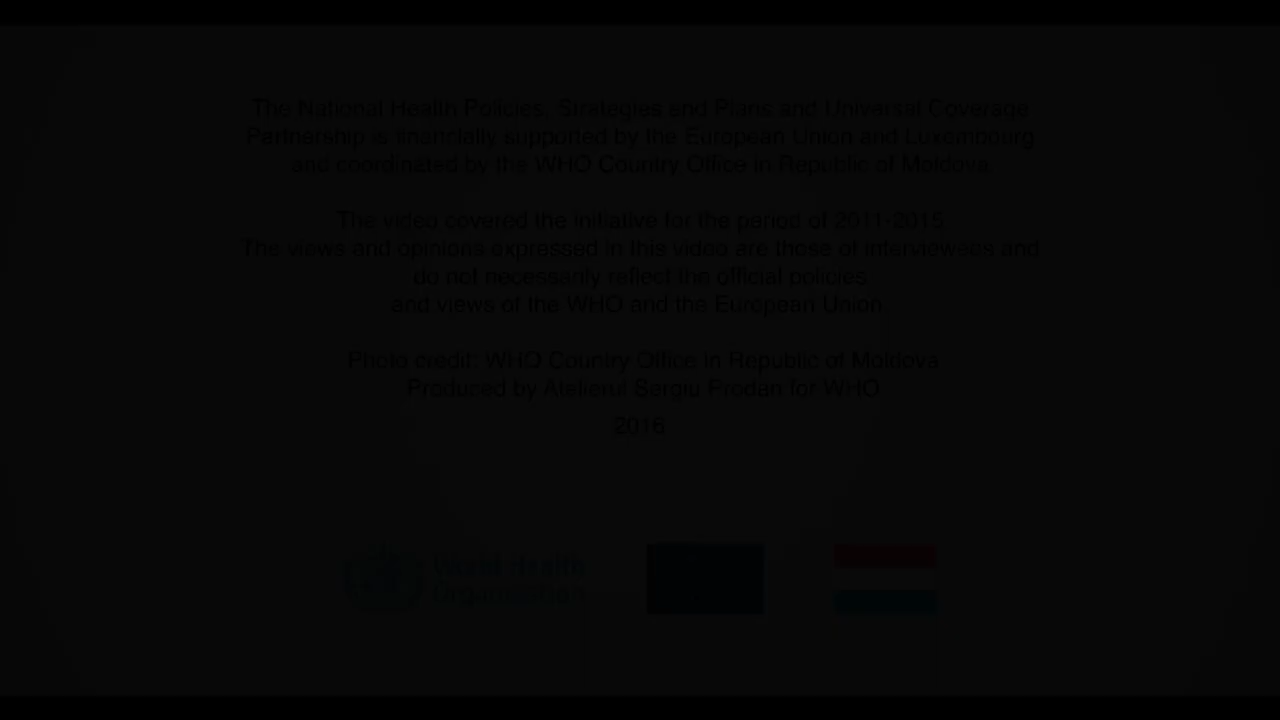 The National Health Policies, Strategies and Plans and Universal Coverage
Partnership is financially supported by the European Union and Luxembourg
and coordinated by the WHO Country Office in Republic of Moldova
The video covered the initiative for the period of 2011-2015
The views and opinions expressed in this video are those of interviewees and
do not necessarily reflect the official policies
and views of the WHO and the European Union
Photo credit: WHO Country Office in Republic of Moldova
Produced by Atelierul Sergiu Prodan for WHO
2016
World Health
Organization